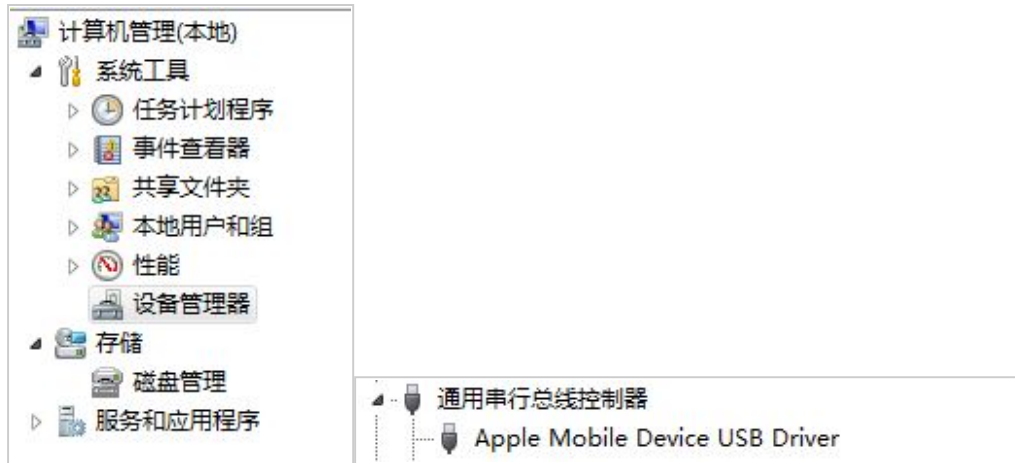 计算机管理(本地)
系统工具
任务计划程序
事件查看器
共享文件夹
本地用户和组
性能
设备管理器
存储
磁盘管理
服务和应用程序
通用串行总线控制器
Apple Mobile Device USB Driver